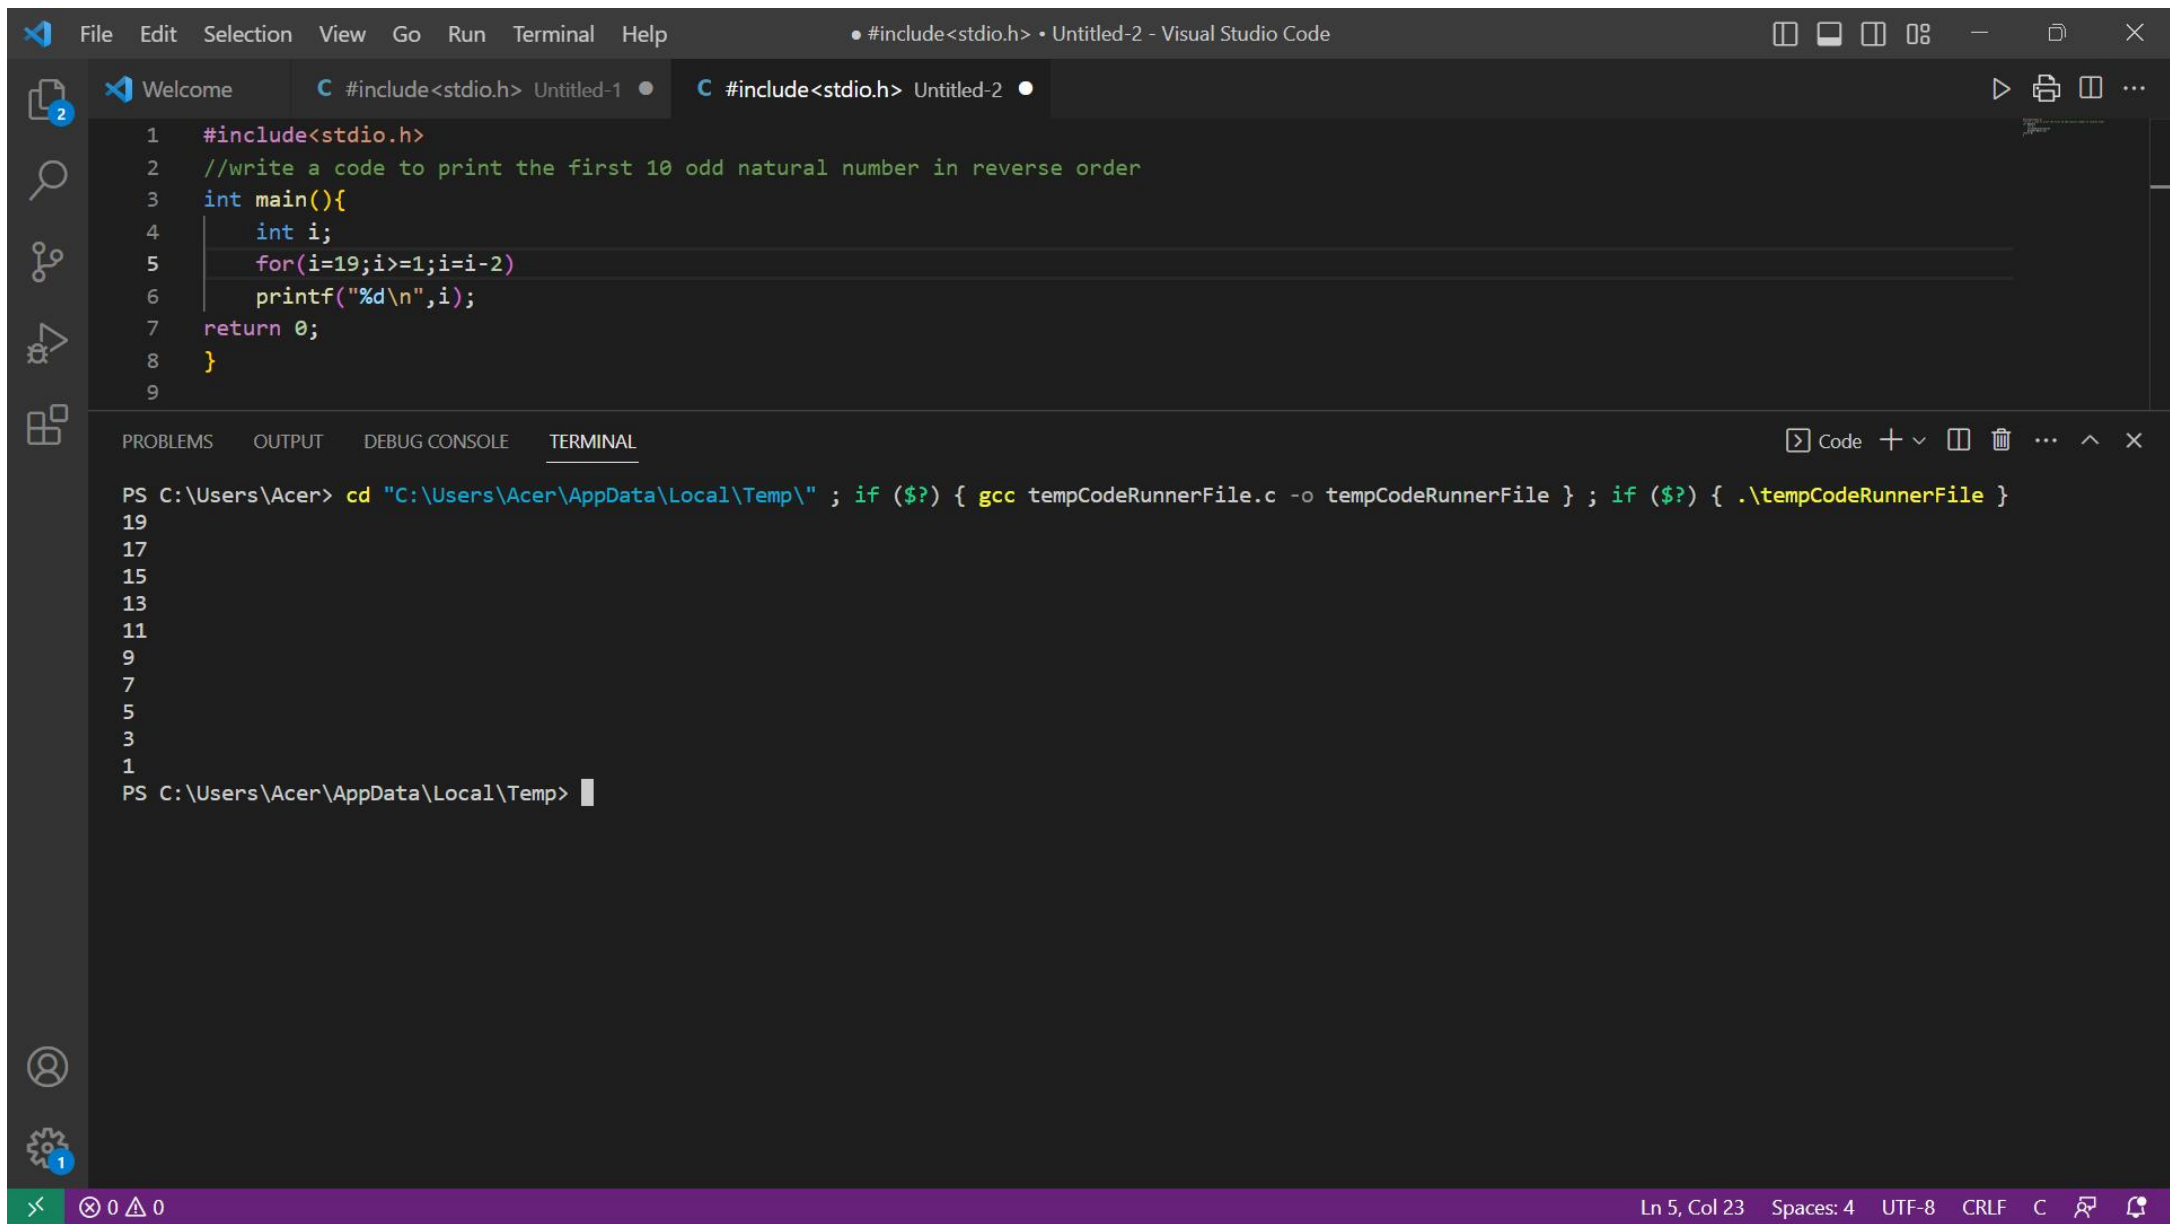 File Edit Selection View Go Run Terminal Help ● #include<stdio.h> • Untitled-2 - Visual Studio Code
Welcome C #include<stdio.h> Untitled-1 ● C #include<stdio.h> Untitled-2 ●
2
1 #include<stdio.h>
2 //write a code to print the first 10 odd natural number in reverse order
3 int main(){
4 int i;
5 for(i=19;i>=1;i=i-2)
6 printf("%d\n",i);
7 return 0;
8 }
9
PROBLEMS OUTPUT DEBUG CONSOLE TERMINAL Code
PS C:\Users\Acer> cd "C:\Users\Acer\AppData\Local\Temp\" ; if ($?) { gcc tempCodeRunnerFile.c -o tempCodeRunnerFile } ; if ($?) { .\tempCodeRunnerFile }
19
17
15
13
11
9
7
5
3
1
PS C:\Users\Acer\AppData\Local\Temp>
1
0 0 Ln 5, Col 23 Spaces: 4 UTF-8 CRLF C